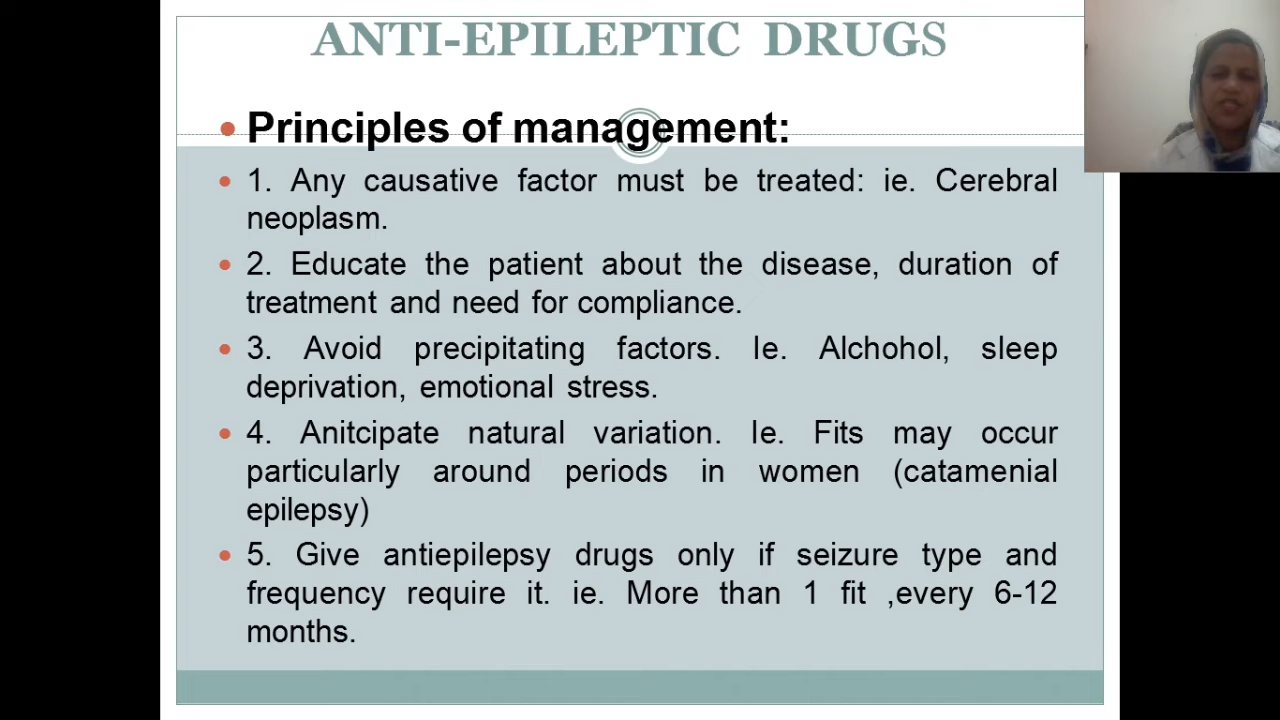 ANTI-EPILEPTIC DRUGS
• Principles of management:
• 1. Any causative factor must be treated: ie. Cerebral
neoplasm.
• 2. Educate the patient about the disease, duration of
treatment and need for compliance.
• 3. Avoid precipitating factors. Ie. Alchohol, sleep
deprivation, emotional stress.
• 4. Anitcipate natural variation. Ie. Fits may occur
particularly around periods in women (catamenial
epilepsy)
• 5. Give antiepilepsy drugs only if seizure type and
frequency require it. ie. More than 1 fit ,every 6-12
months.